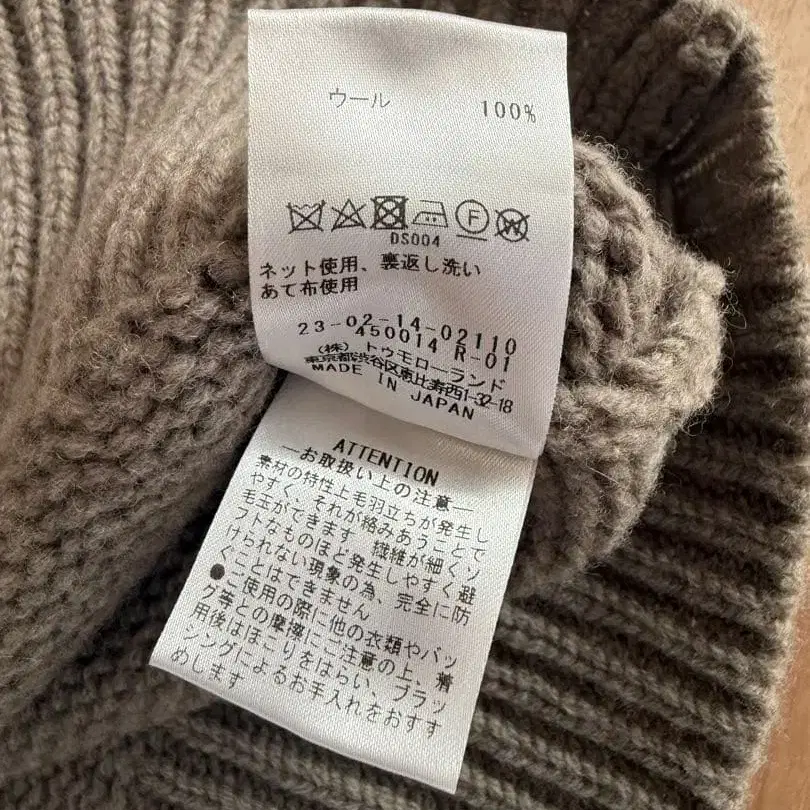 ウール 100%
F W
DS004
ネット使用、裏返し洗い
あて布使用
23-02-14-02110
450014 R-01
(株) トゥモローランド
東京都渋谷区恵比寿西1-32-18
MADE IN JAPAN
ATTENTION
―お取扱い上の注意―
素材の特性上毛羽立ちが発生し
やすく、それが絡みあうことで
毛玉ができます 繊維が細くソ
フトなものほど発生しやすく避
けられない現象の為、完全に防
ぐことはできません
●ご使用の際に他の衣類やバッ
グ等との摩擦にご注意の上、着
用後はほこりをはらい、ブラッ
シングによるお手入れをおすす
めします